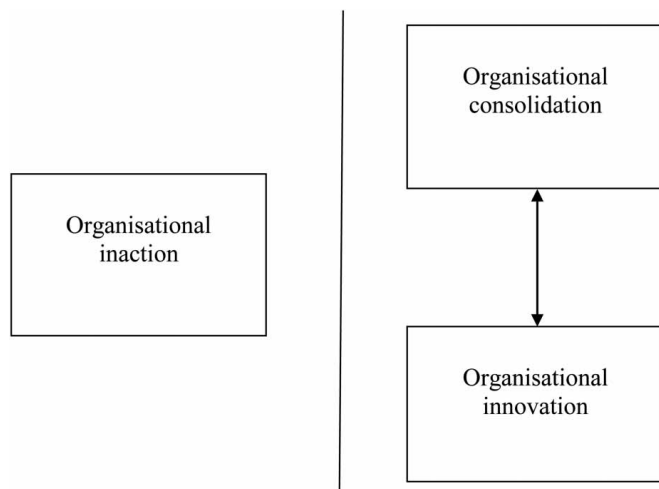 Organisational
inaction
Organisational
consolidation
Organisational
innovation